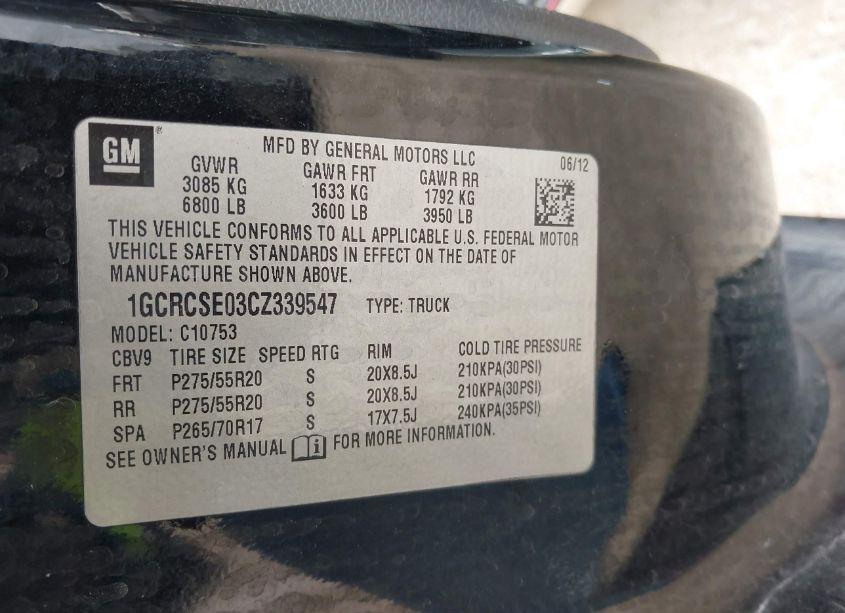 GM®
MFD BY GENERAL MOTORS LLC 06/12
GVWR GAWR FRT GAWR RR
3085 KG 1633 KG 1792 KG
6800 LB 3600 LB 3950 LB
THIS VEHICLE CONFORMS TO ALL APPLICABLE U.S. FEDERAL MOTOR
VEHICLE SAFETY STANDARDS IN EFFECT ON THE DATE OF
MANUFACTURE SHOWN ABOVE.
1GCRCSE03CZ339547 TYPE: TRUCK
MODEL: C10753
CBV9 TIRE SIZE SPEED RTG RIM COLD TIRE PRESSURE
FRT P275/55R20 S 20X8.5J 210KPA(30PSI)
RR P275/55R20 S 20X8.5J 210KPA(30PSI)
SPA P265/70R17 S 17X7.5J 240KPA(35PSI)
SEE OWNER'S MANUAL i FOR MORE INFORMATION.